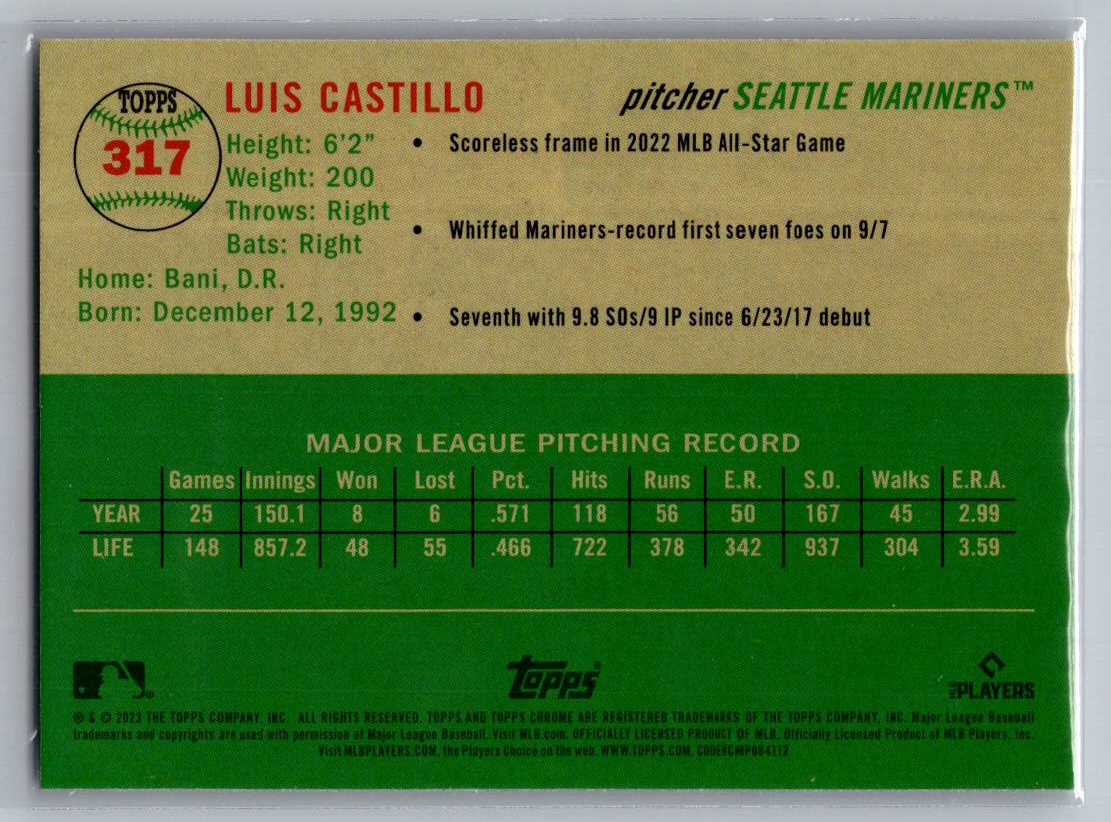 TOPPS
317
LUIS CASTILLO
pitcher SEATTLE MARINERS™
Height: 6'2"
Weight: 200
Throws: Right
Bats: Right
Home: Bani, D.R.
Born: December 12, 1992
• Scoreless frame in 2022 MLB All-Star Game
• Whiffed Mariners-record first seven foes on 9/7
• Seventh with 9.8 SOs/9 IP since 6/23/17 debut
MAJOR LEAGUE PITCHING RECORD
Games Innings Won Lost Pct. Hits Runs E.R. S.O. Walks E.R.A.
YEAR 25 150.1 8 6 .571 118 56 50 167 45 2.99
LIFE 148 857.2 48 55 .466 722 378 342 937 304 3.59
Topps®
MLB PLAYERS
® & © 2023 THE TOPPS COMPANY, INC. ALL RIGHTS RESERVED. TOPPS AND TOPPS CHROME ARE REGISTERED TRADEMARKS OF THE TOPPS COMPANY, INC. Major League Baseball
trademarks and copyrights are used with permission of Major League Baseball. Visit MLB.com. OFFICIALLY LICENSED PRODUCT OF MLB. Officially Licensed Product of MLB Players, Inc.
Visit MLBPLAYERS.COM, the Players Choice on the web. WWW.TOPPS.COM. CODE#CMP084112